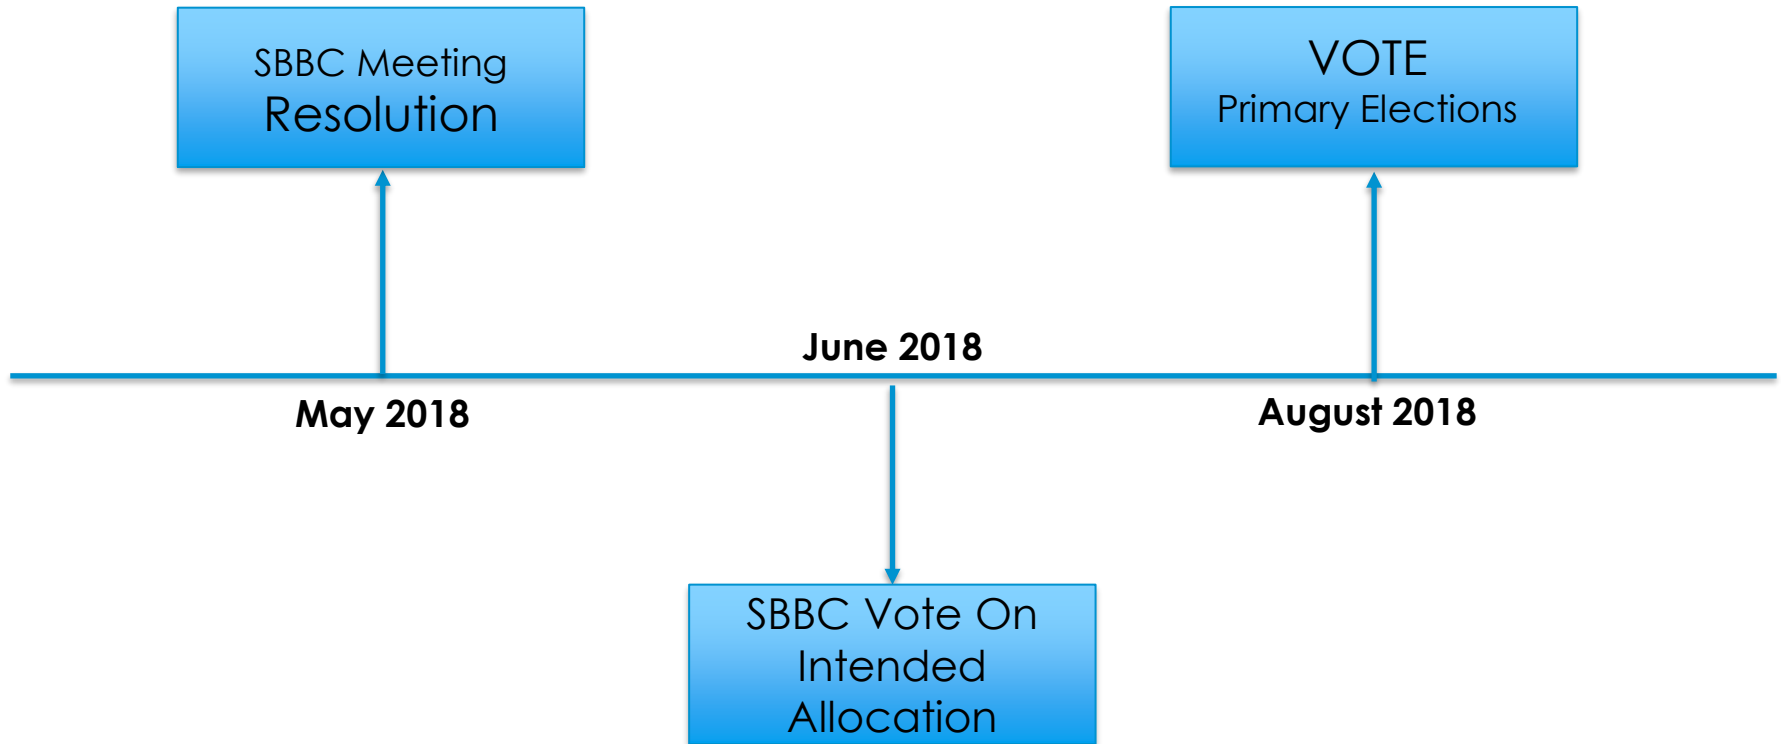 SBBC Meeting
Resolution
VOTE
Primary Elections
June 2018
May 2018
August 2018
SBBC Vote On
Intended
Allocation